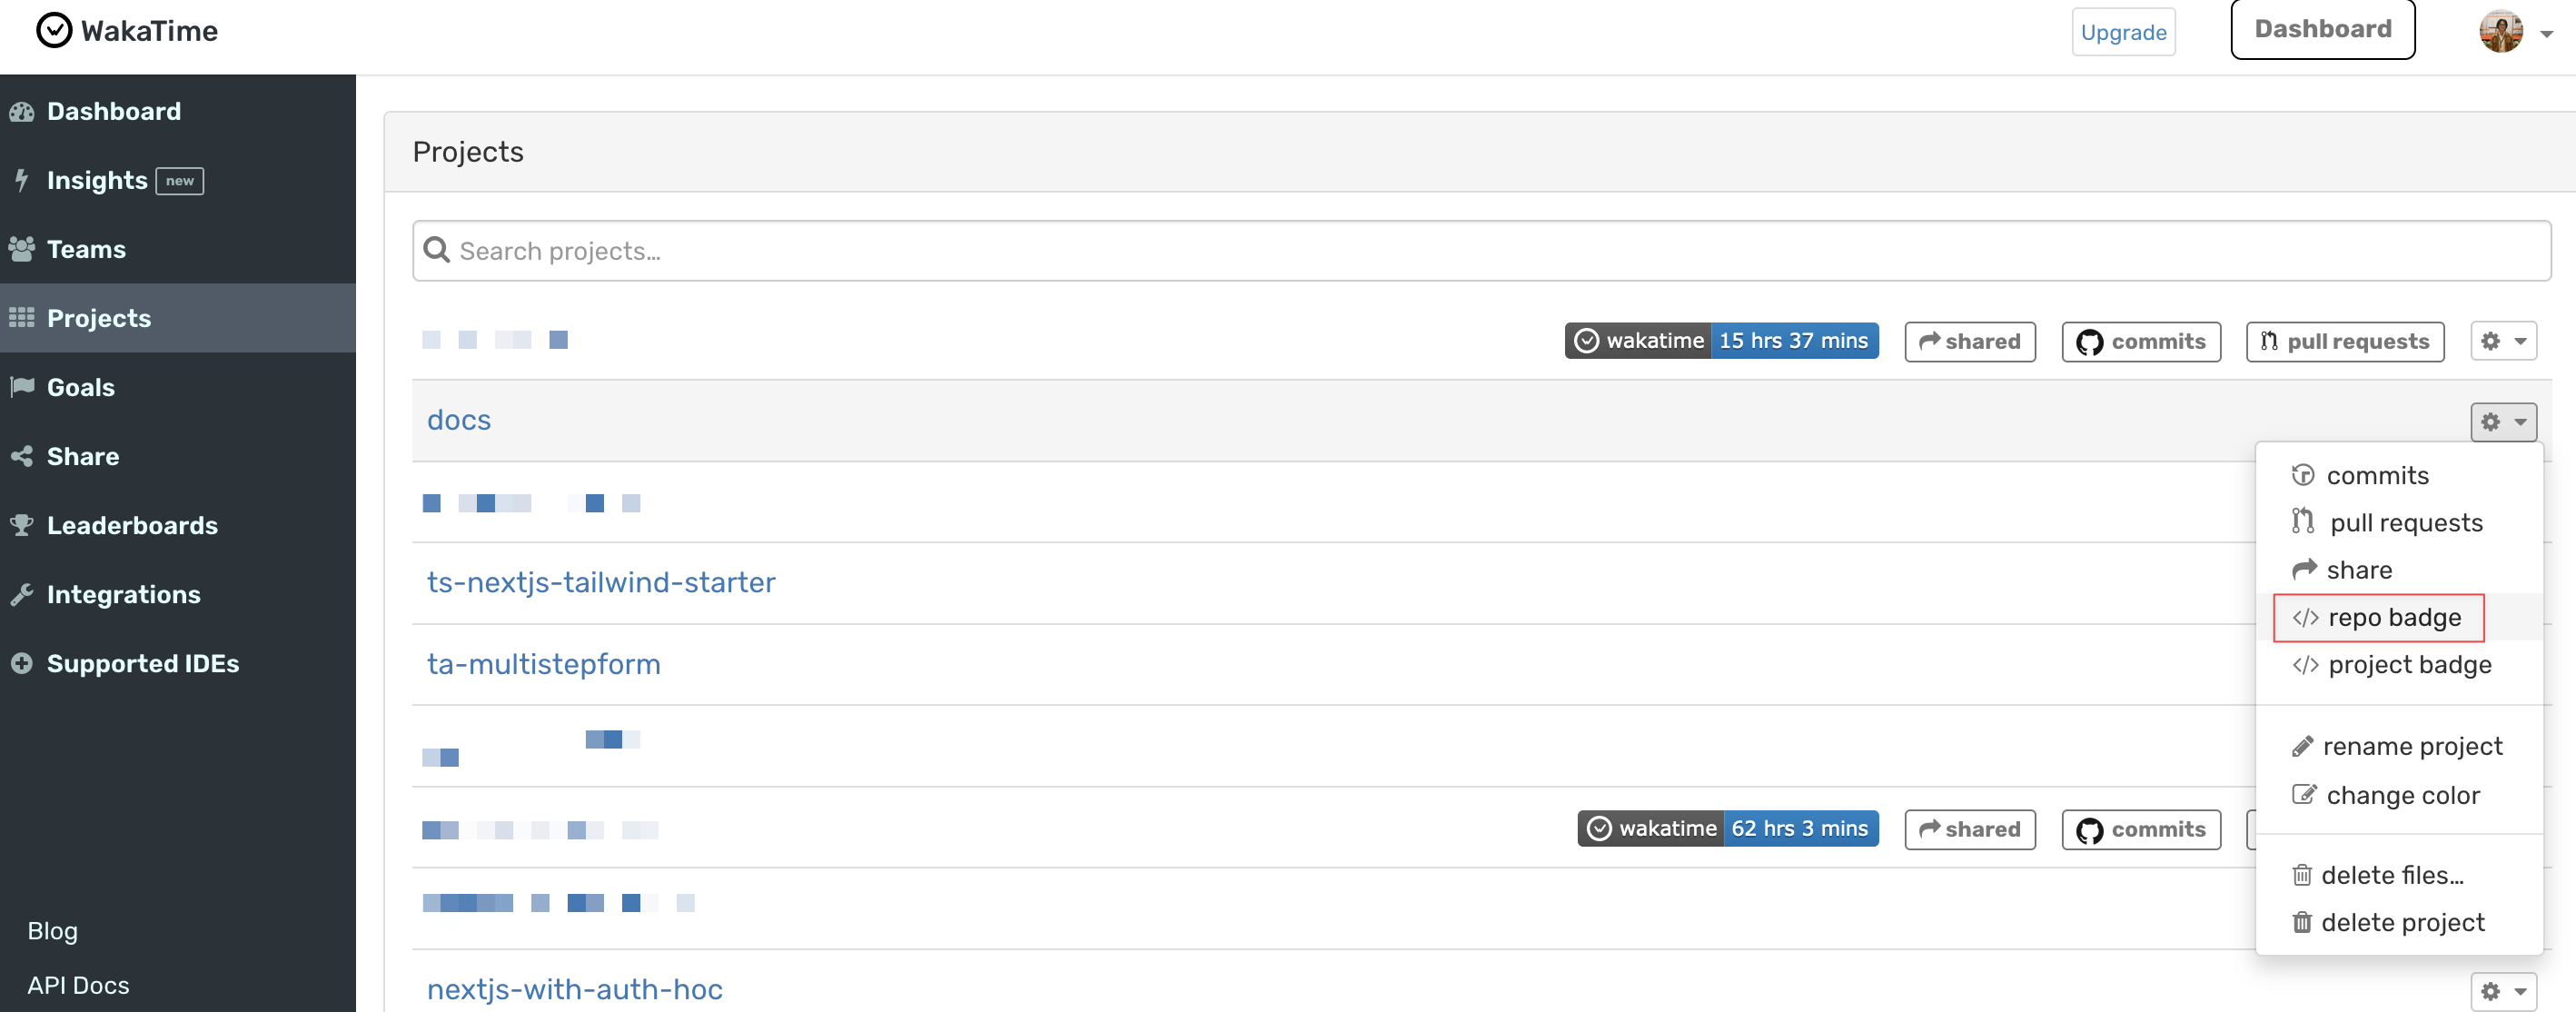 WakaTime
Upgrade
Dashboard
Dashboard
Insights new
Teams
Projects
Goals
Share
Leaderboards
Integrations
Supported IDEs
Blog
API Docs
Projects
Search projects...
wakatime 15 hrs 37 mins
shared
commits
pull requests
docs
commits
pull requests
share
</> repo badge
</> project badge
rename project
change color
delete files...
delete project
ts-nextjs-tailwind-starter
ta-multistepform
wakatime 62 hrs 3 mins
shared
commits
nextjs-with-auth-hoc